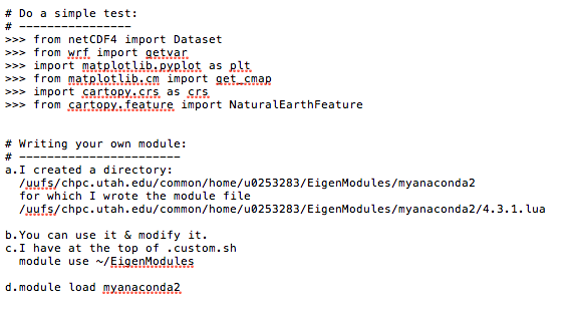 # Do a simple test:
# -----------------
>>> from netCDF4 import Dataset
>>> from wrf import getvar
>>> import matplotlib.pyplot as plt
>>> from matplotlib.cm import get_cmap
>>> import cartopy.crs as crs
>>> from cartopy.feature import NaturalEarthFeature
# Writing your own module:
# ------------------------
a.I created a directory:
/uufs/chpc.utah.edu/common/home/u0253283/EigenModules/myanaconda2
for which I wrote the module file
/uufs/chpc.utah.edu/common/home/u0253283/EigenModules/myanaconda2/4.3.1.lua
b.You can use it & modify it.
c.I have at the top of .custom.sh
module use ~/EigenModules
d.module load myanaconda2